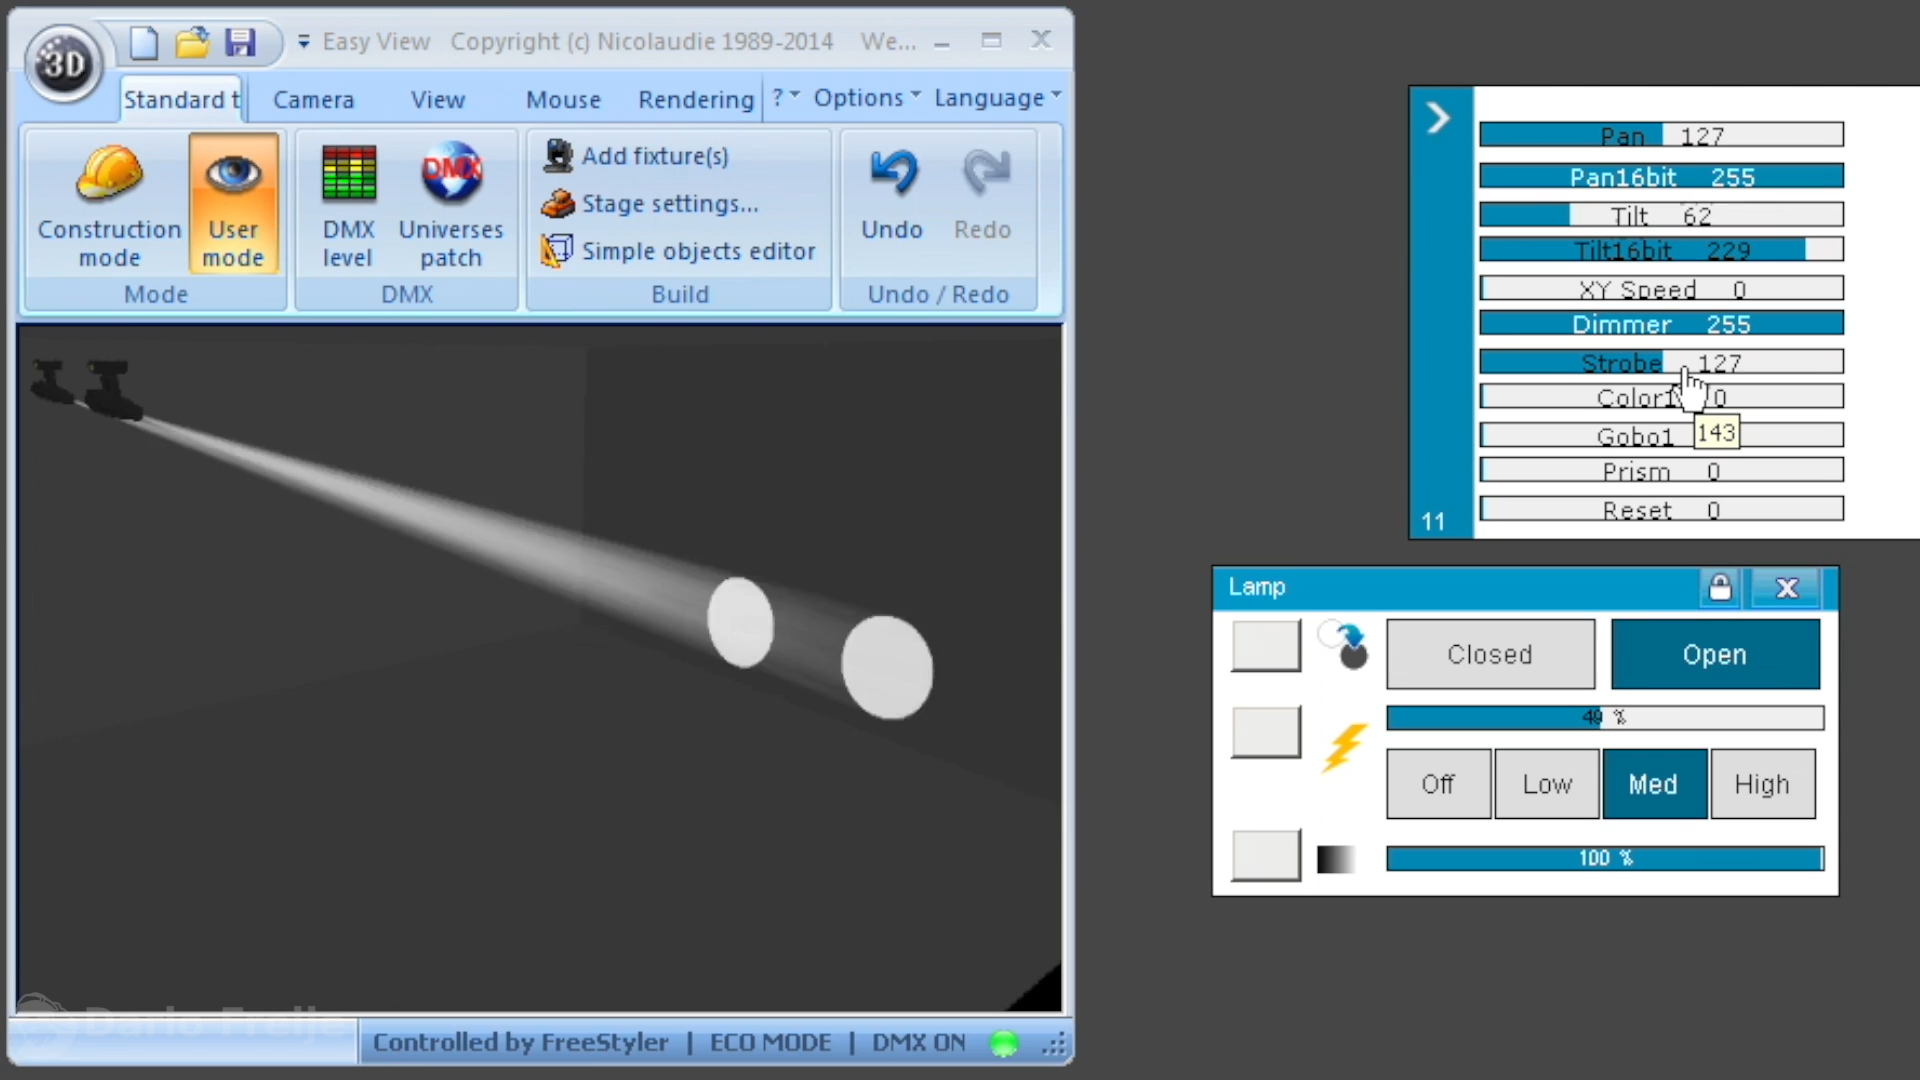 3D
Easy View Copyright (c) Nicolaudie 1989-2014 We...
Standard t Camera View Mouse Rendering ? Options Language
Construction mode
User mode
Mode
DMX level
Universes patch
DMX
DMX
Add fixture(s)
Stage settings...
Simple objects editor
Build
Undo
Redo
Undo / Redo
Pan 127
Pan16bit 255
Tilt 62
Tilt16bit 229
XY Speed 0
Dimmer 255
Strobe 127
Color1 0
Gobo1
143
Prism 0
Reset 0
11
Lamp
Closed Open
49 %
Off Low Med High
100 %
Dario Freije
Controlled by FreeStyler | ECO MODE | DMX ON